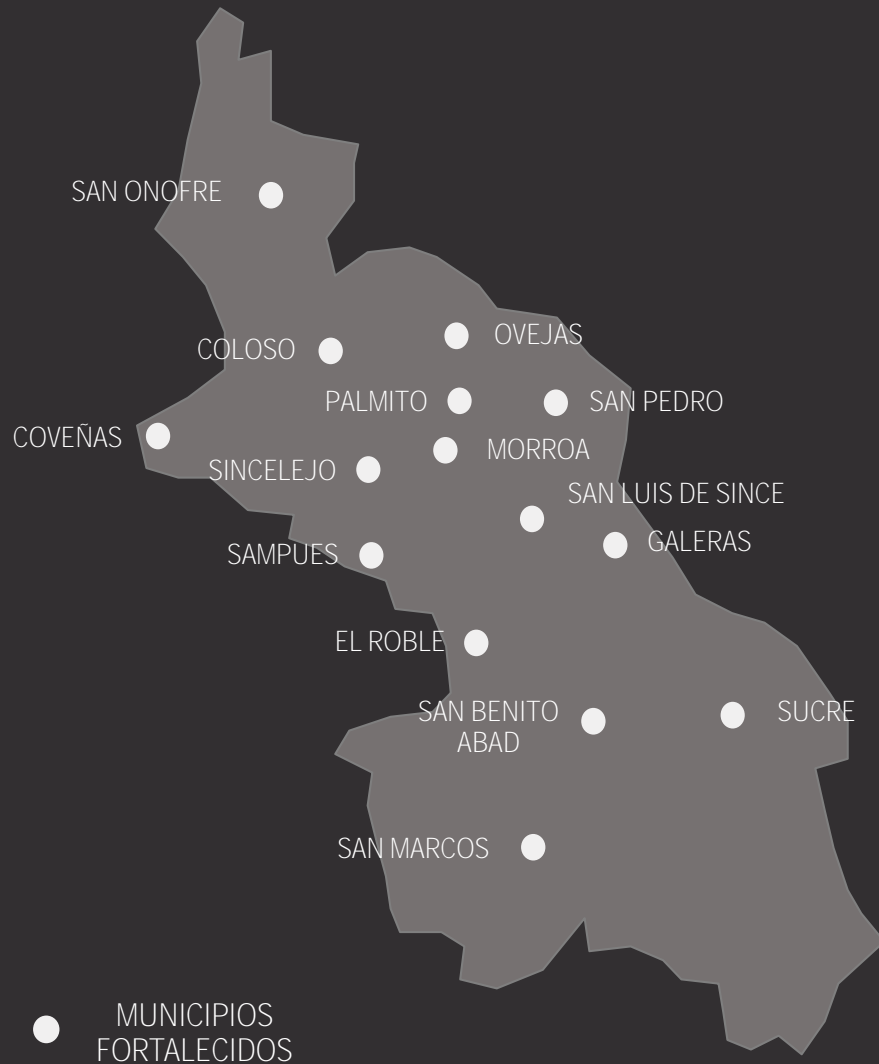 SAN ONOFRE
OVEJAS
COLOSO
PALMITO
SAN PEDRO
COVEÑAS
MORROA
SINCELEJO
SAN LUIS DE SINCE
GALERAS
SAMPUES
EL ROBLE
SAN BENITO
ABAD
SUCRE
SAN MARCOS
MUNICIPIOS
FORTALECIDOS